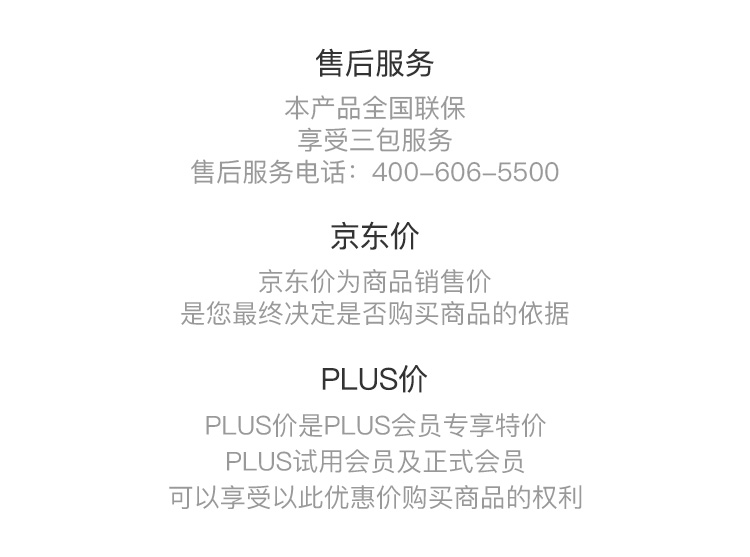 售后服务
本产品全国联保
享受三包服务
售后服务电话：400-606-5500
京东价
京东价为商品销售价
是您最终决定是否购买商品的依据
PLUS价
PLUS价是PLUS会员专享特价
PLUS试用会员及正式会员
可以享受以此优惠价购买商品的权利